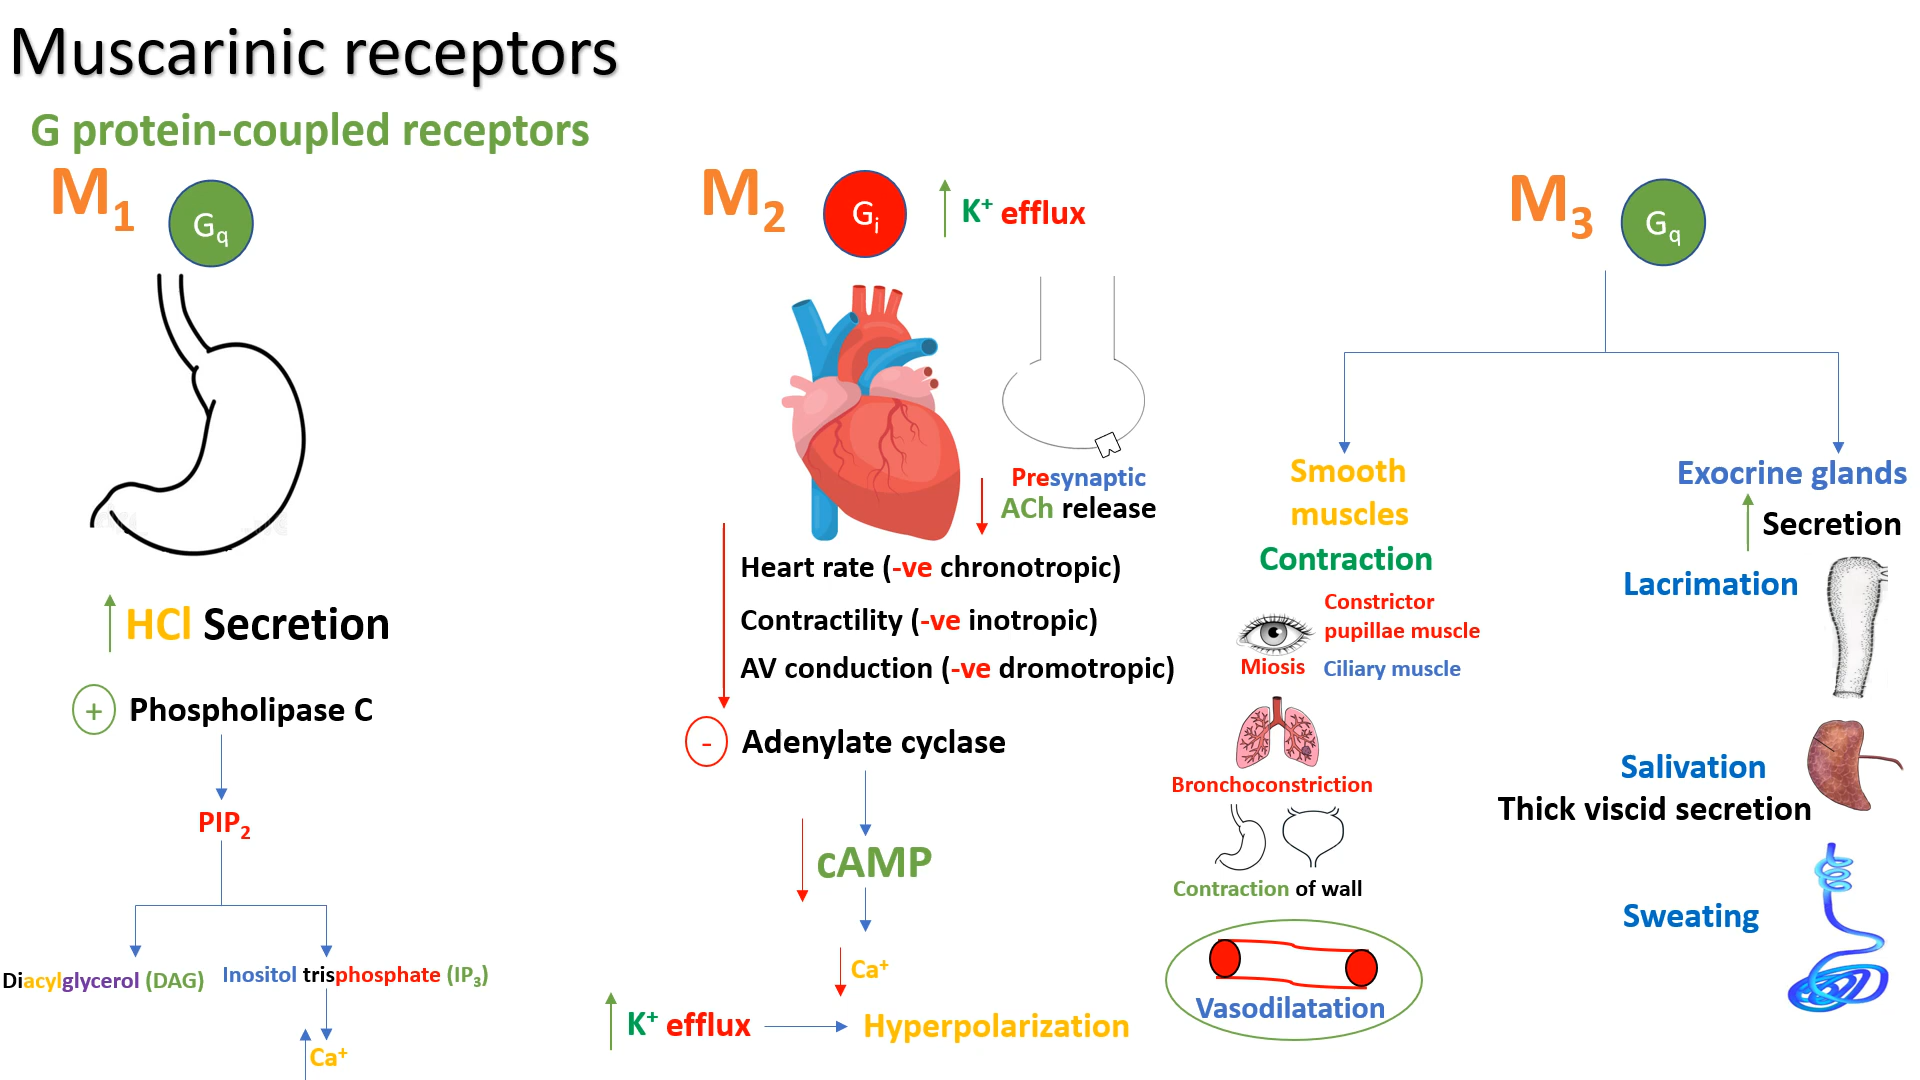 Muscarinic receptors
G protein-coupled receptors
M1
Gq
HCl Secretion
+
Phospholipase C
PIP2
Diacylglycerol (DAG)
Inositol trisphosphate (IP3)
Ca+
M2
Gi
K+ efflux
Presynaptic
ACh release
Heart rate (-ve chronotropic)
Contractility (-ve inotropic)
AV conduction (-ve dromotropic)
-
Adenylate cyclase
cAMP
Ca+
K+ efflux
Hyperpolarization
M3
Gq
Smooth
muscles
Contraction
Constrictor
pupillae muscle
Miosis
Ciliary muscle
Bronchoconstriction
Contraction of wall
Vasodilatation
Exocrine glands
Secretion
Lacrimation
Salivation
Thick viscid secretion
Sweating